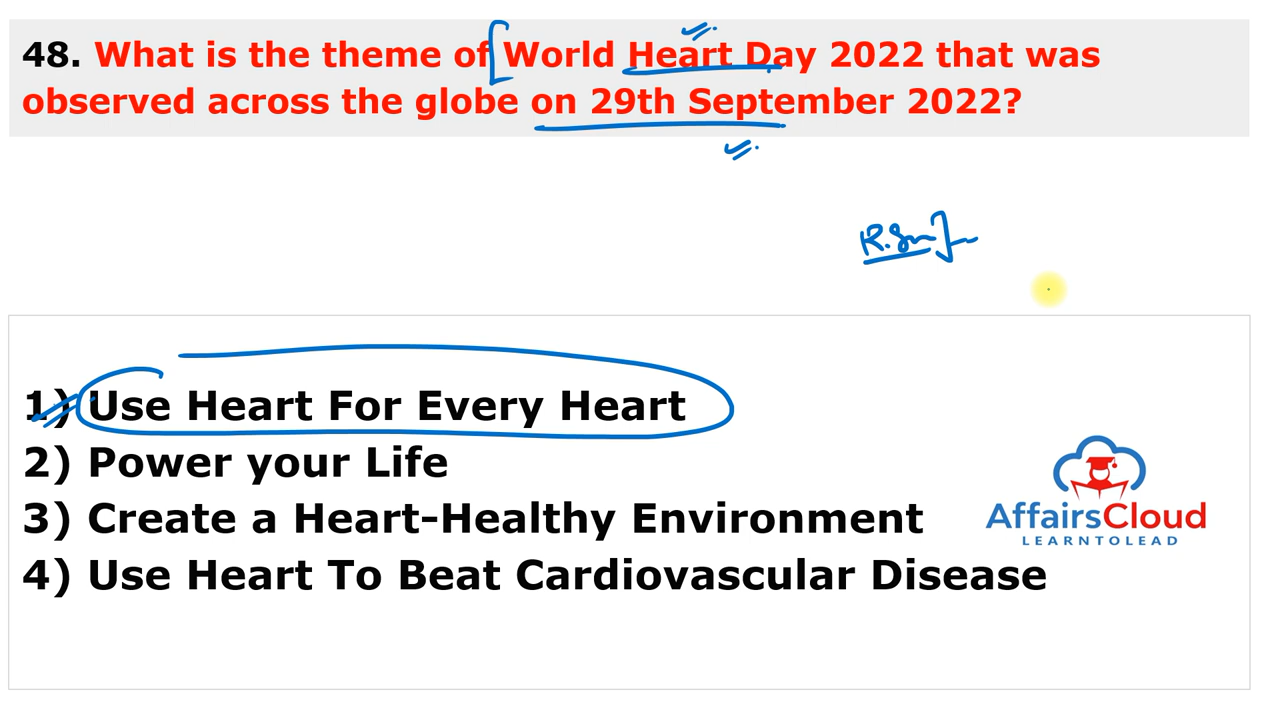 48. What is the theme of World Heart Day 2022 that was
observed across the globe on 29th September 2022?
1) Use Heart For Every Heart
2) Power your Life
3) Create a Heart-Healthy Environment
4) Use Heart To Beat Cardiovascular Disease
AffairsCloud
LEARNTOLEAD